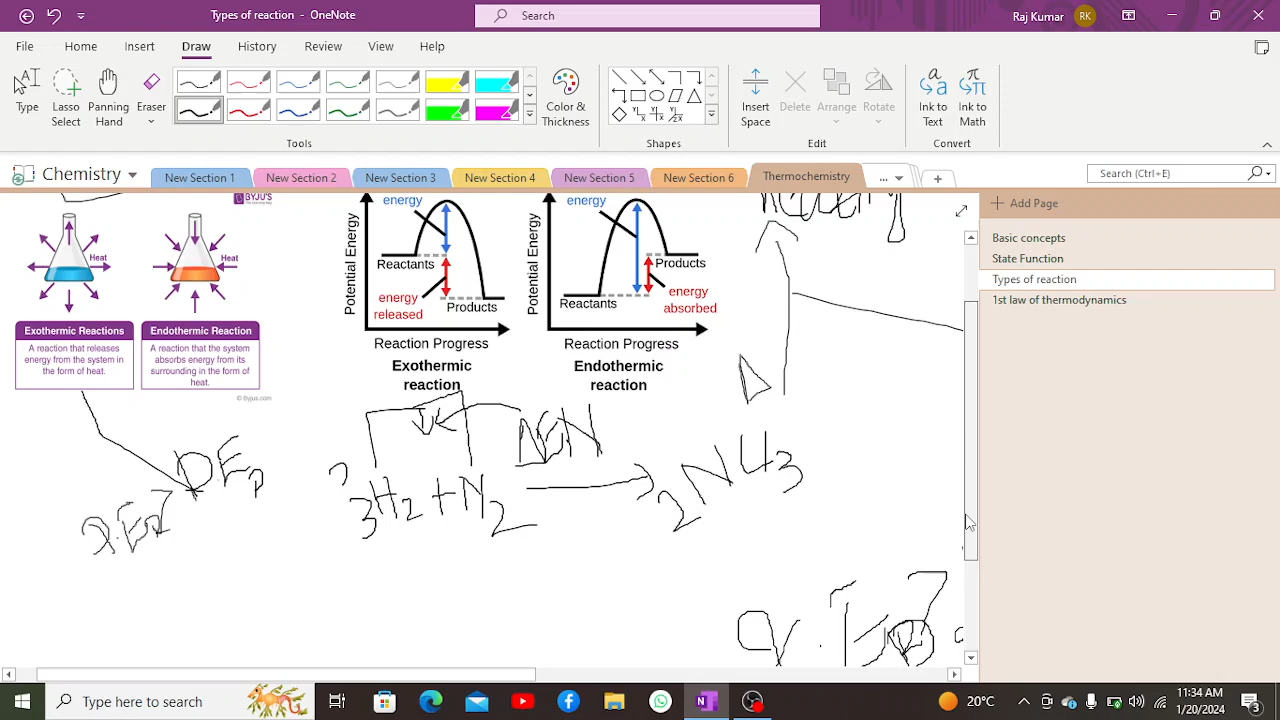 Types of reaction - OneNote
Search
Raj Kumar
RK
File Home Insert Draw History Review View Help
Type
Lasso Select
Panning Hand
Eraser
Color & Thickness
Insert Space
Delete
Arrange
Rotate
Ink to Text
Ink to Math
Tools
Shapes
Edit
Convert
Chemistry
New Section 1
New Section 2
New Section 3
New Section 4
New Section 5
New Section 6
Thermochemistry
...
Search (Ctrl+E)
Add Page
Basic concepts
State Function
Types of reaction
1st law of thermodynamics
BYJU'S
Heat
Heat
Exothermic Reactions
A reaction that releases
energy from the system in
the form of heat.
Endothermic Reaction
A reaction that the system
absorbs energy from its
surrounding in the form of
heat.
© Byjus.com
Potential Energy
energy
Reactants
energy
released
Products
Reaction Progress
Exothermic
reaction
Potential Energy
energy
Products
Reactants
energy
absorbed
Reaction Progress
Endothermic
reaction
3H2 + N2 → 2NH3
Type here to search
20°C
11:34 AM
1/20/2024
3